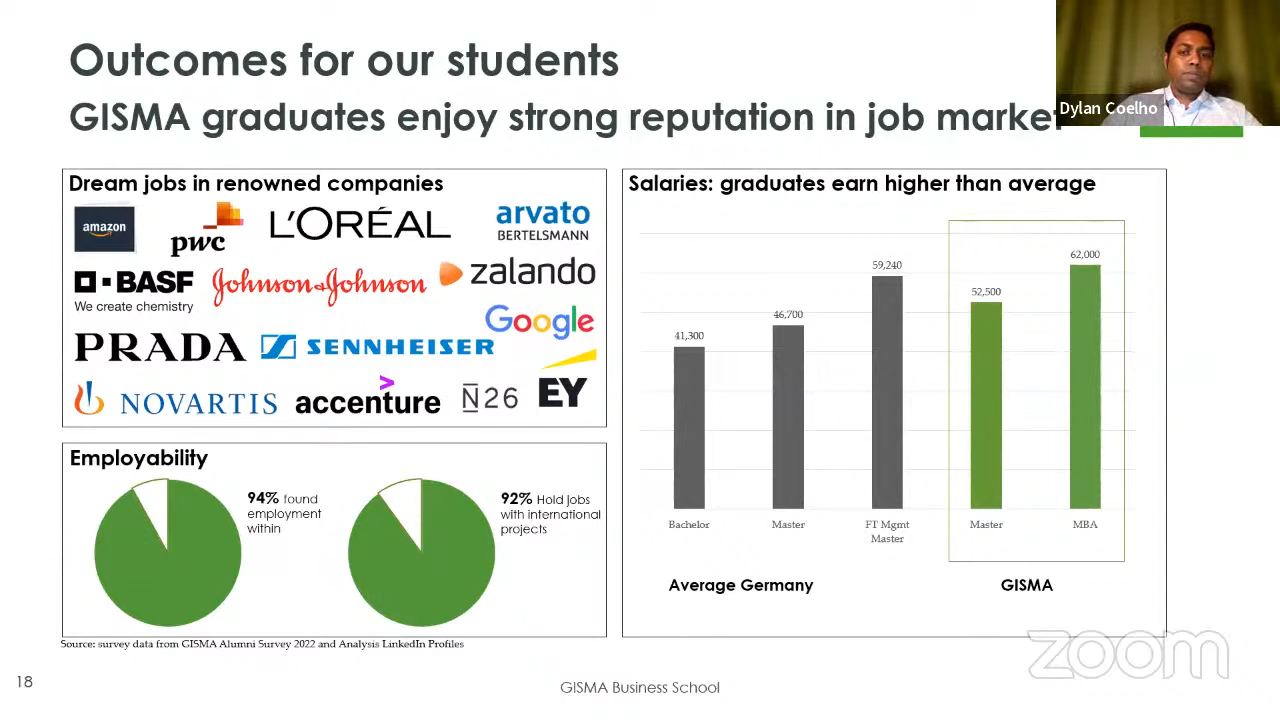 Outcomes for our students
GISMA graduates enjoy strong reputation in job market
Dylan Coelho
Dream jobs in renowned companies
amazon
pwc
L'ORÉAL
arvato
BERTELSMANN
BASF
We create chemistry
Johnson&Johnson
zalando
Google
PRADA
SENNHEISER
EY
NOVARTIS
>
accenture
N26
Employability
94% found
employment
within
92% Hold jobs
with international
projects
Source: survey data from GISMA Alumni Survey 2022 and Analysis LinkedIn Profiles
Salaries: graduates earn higher than average
41,300
46,700
59,240
52,500
62,000
Bachelor
Master
FT Mgmt
Master
Master
MBA
Average Germany
GISMA
zoom
18
GISMA Business School